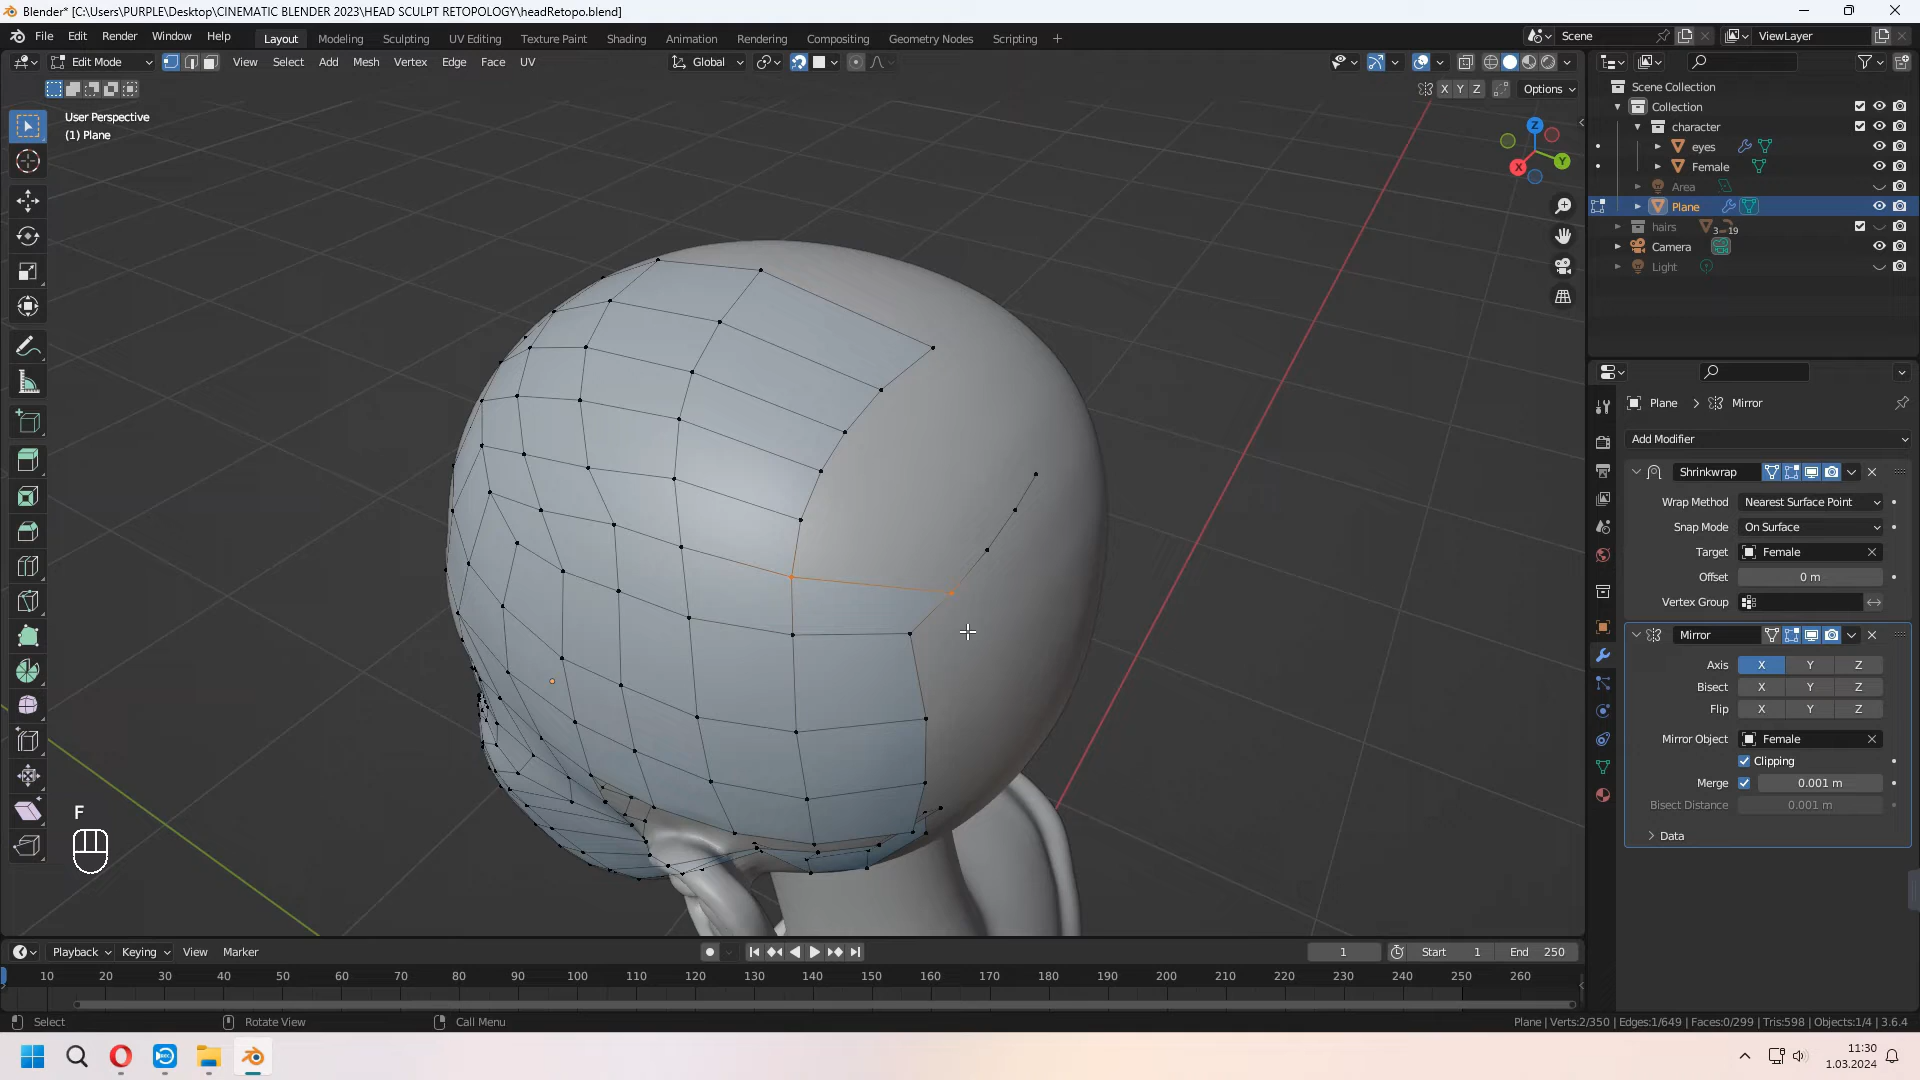 Blender* [C:\Users\PURPLE\Desktop\CINEMATIC BLENDER 2023\HEAD SCULPT RETOPOLOGY\headRetopo.blend]
File Edit Render Window Help
Layout Modeling Sculpting UV Editing Texture Paint Shading Animation Rendering Compositing Geometry Nodes Scripting +
Scene
ViewLayer
Edit Mode
View Select Add Mesh Vertex Edge Face UV
Global
X Y Z
Options
User Perspective
(1) Plane
Z
Y
X
Scene Collection
Collection
character
eyes
Female
Area
Plane
hairs
3 19
Camera
Light
Plane > Mirror
Add Modifier
Shrinkwrap
Wrap Method Nearest Surface Point
Snap Mode On Surface
Target Female
Offset 0 m
Vertex Group
Mirror
Axis X Y Z
Bisect X Y Z
Flip X Y Z
Mirror Object Female
Clipping
Merge 0.001 m
Bisect Distance 0.001 m
Data
F
Playback Keying View Marker
1
Start 1
End 250
10 20 30 40 50 60 70 80 90 100 110 120 130 140 150 160 170 180 190 200 210 220 230 240 250 260
Select
Rotate View
Call Menu
Plane | Verts:2/350 | Edges:1/649 | Faces:0/299 | Tris:598 | Objects:1/4 | 3.6.4
11:30
1.03.2024